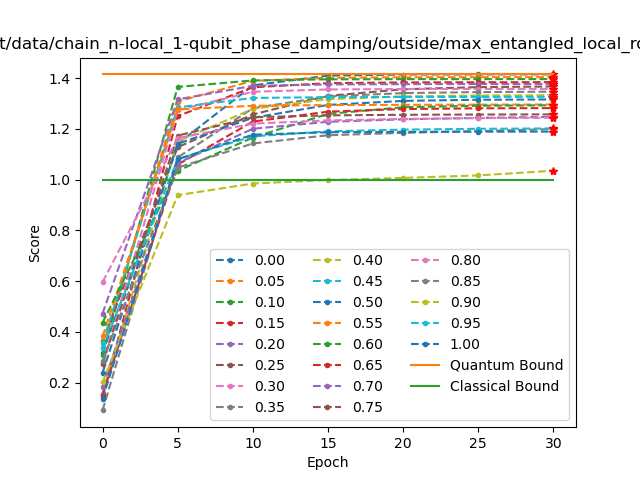 t/data/chain_n-local_1-qubit_phase_damping/outside/max_entangled_local_ro
Score
1.4
1.2
1.0
0.8
0.6
0.4
0.2
0 5 10 15 20 25 30
Epoch
0.00 0.40 0.80
0.05 0.45 0.85
0.10 0.50 0.90
0.15 0.55 0.95
0.20 0.60 1.00
0.25 0.65 Quantum Bound
0.30 0.70 Classical Bound
0.35 0.75